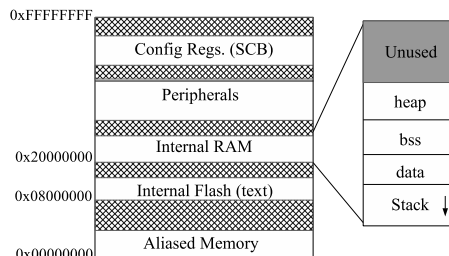 0xFFFFFFFF
Config Regs. (SCB)
Peripherals
Internal RAM
0x20000000
Internal Flash (text)
0x08000000
Aliased Memory
0x00000000
Unused
heap
bss
data
Stack